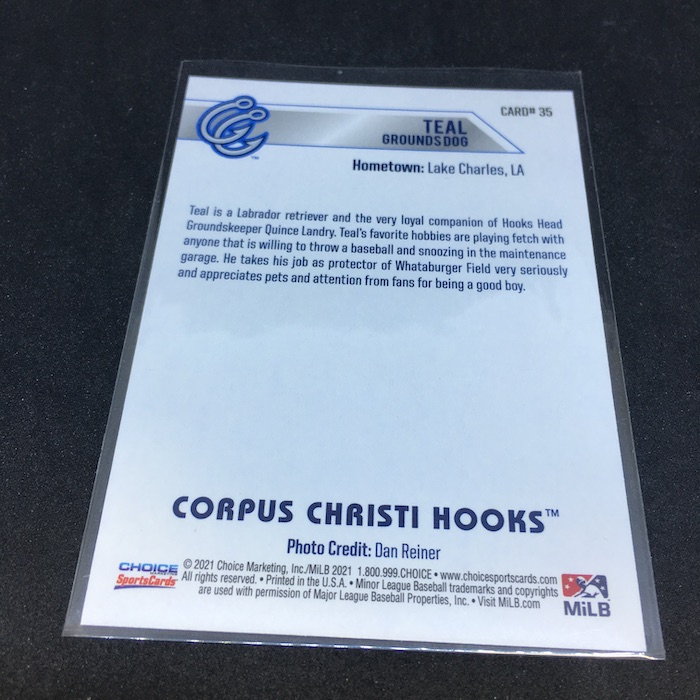 CARD# 35
TEAL
GROUNDS DOG
Hometown: Lake Charles, LA
Teal is a Labrador retriever and the very loyal companion of Hooks Head
Groundskeeper Quince Landry. Teal's favorite hobbies are playing fetch with
anyone that is willing to throw a baseball and snoozing in the maintenance
garage. He takes his job as protector of Whataburger Field very seriously
and appreciates pets and attention from fans for being a good boy.
CORPUS CHRISTI HOOKS™
Photo Credit: Dan Reiner
CHOICE
SportsCards
© 2021 Choice Marketing, Inc./MiLB 2021 1.800.999.CHOICE • www.choicesportscards.com
All rights reserved. • Printed in the U.S.A. • Minor League Baseball trademarks and copyrights
are used with permission of Major League Baseball Properties, Inc. • Visit MiLB.com
MiLB